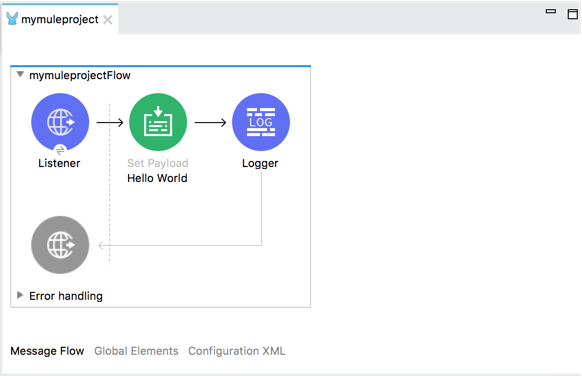 mymuleproject
mymuleprojectFlow
LOG
Listener
Set Payload
Logger
Hello World
Error handling
Message Flow Global Elements Configuration XML